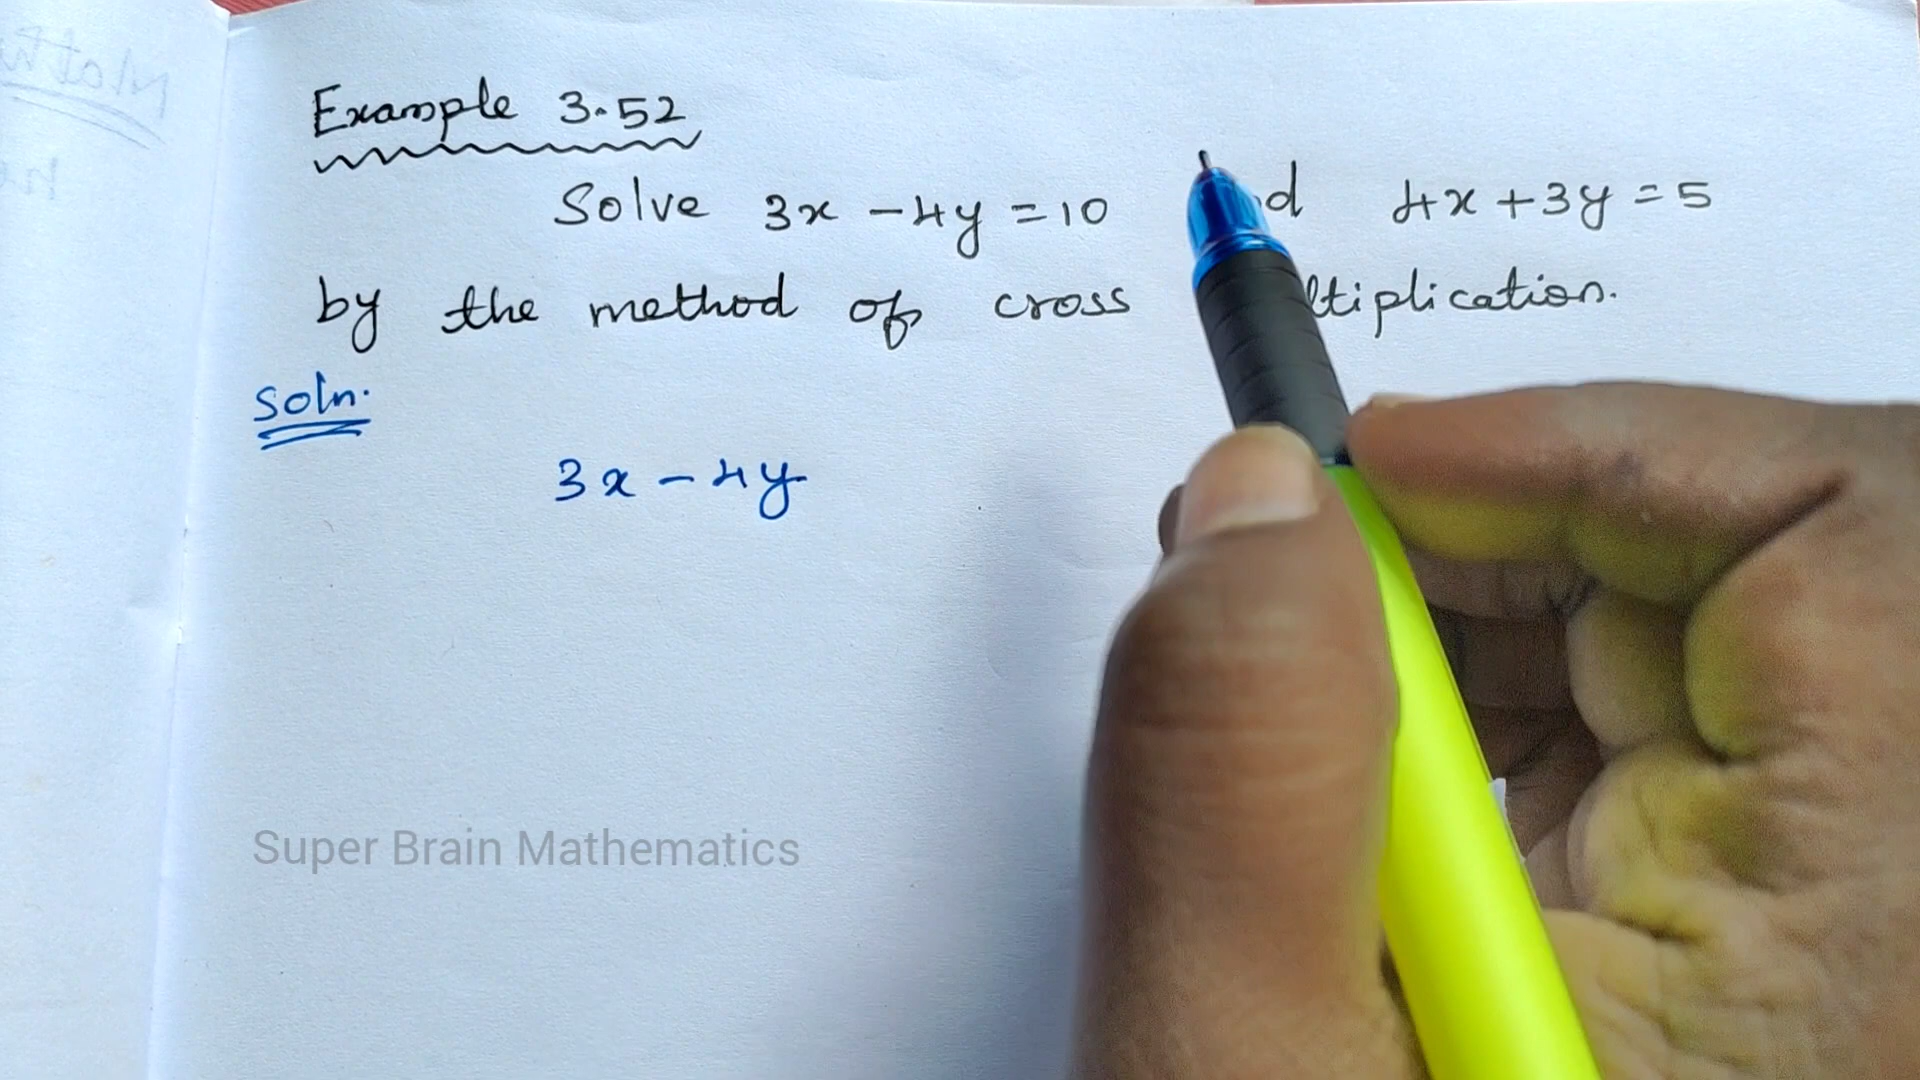 Example 3.52
Solve 3x - 4y = 10 4x + 3y = 5
by the method of cross
Soln.
3x - 4y
Super Brain Mathematics